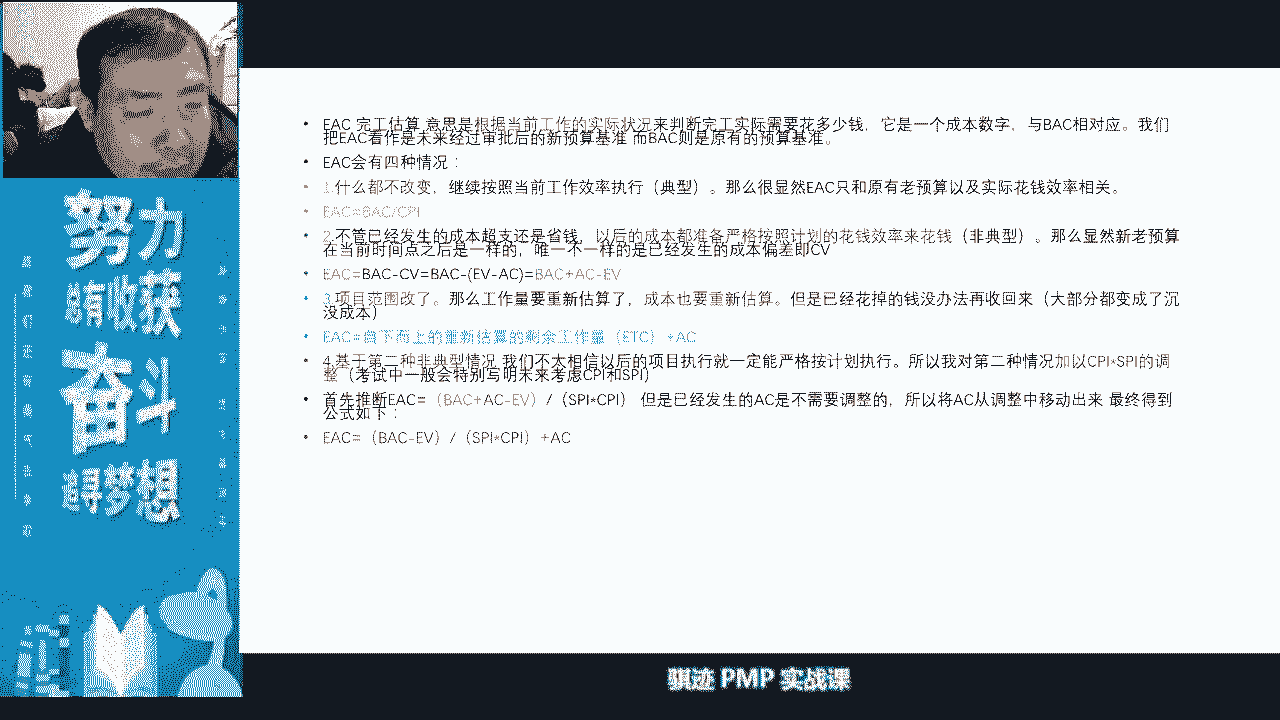 努力
自有收获
奋斗
追寻梦想
• EAC 完工估算 意思是根据当前工作的实际状况来判断完工实际需要花多少钱，它是一个成本数字，与BAC相对应。我们
把EAC看作是未来经过审批后的新预算基准 而BAC则是原有的预算基准。
• EAC会有四种情况：
• 1.什么都不改变，继续按照当前工作效率执行（典型）。那么很显然EAC只和原有老预算以及实际花钱效率相关。
• EAC=BAC/CPI
• 2.不管已经发生的成本超支还是省钱，以后的成本都准备严格按照计划的花钱效率来花钱（非典型）。那么显然新老预算
在当前时间点之后是一样的，唯一不一样的是已经发生的成本偏差即CV
• EAC=BAC-CV=BAC-(EV-AC)=BAC+AC-EV
• 3.项目范围改了。那么工作量要重新估算了，成本也要重新估算。但是已经花掉的钱没办法再收回来（大部分都变成了沉
没成本）
• EAC=自下而上的重新估算的剩余工作量（ETC）+AC
• 4.基于第二种非典型情况 我们不太相信以后的项目执行就一定能严格按计划执行。所以我对第二种情况加以CPI*SPI的调
整（考试中一般会特别写明未来考虑CPI和SPI）
• 首先推断EAC=（BAC+AC-EV）/（SPI*CPI） 但是已经发生的AC是不需要调整的，所以将AC从调整中移动出来 最终得到
公式如下：
• EAC=（BAC-EV）/（SPI*CPI）+AC
骐迹 PMP 实战课